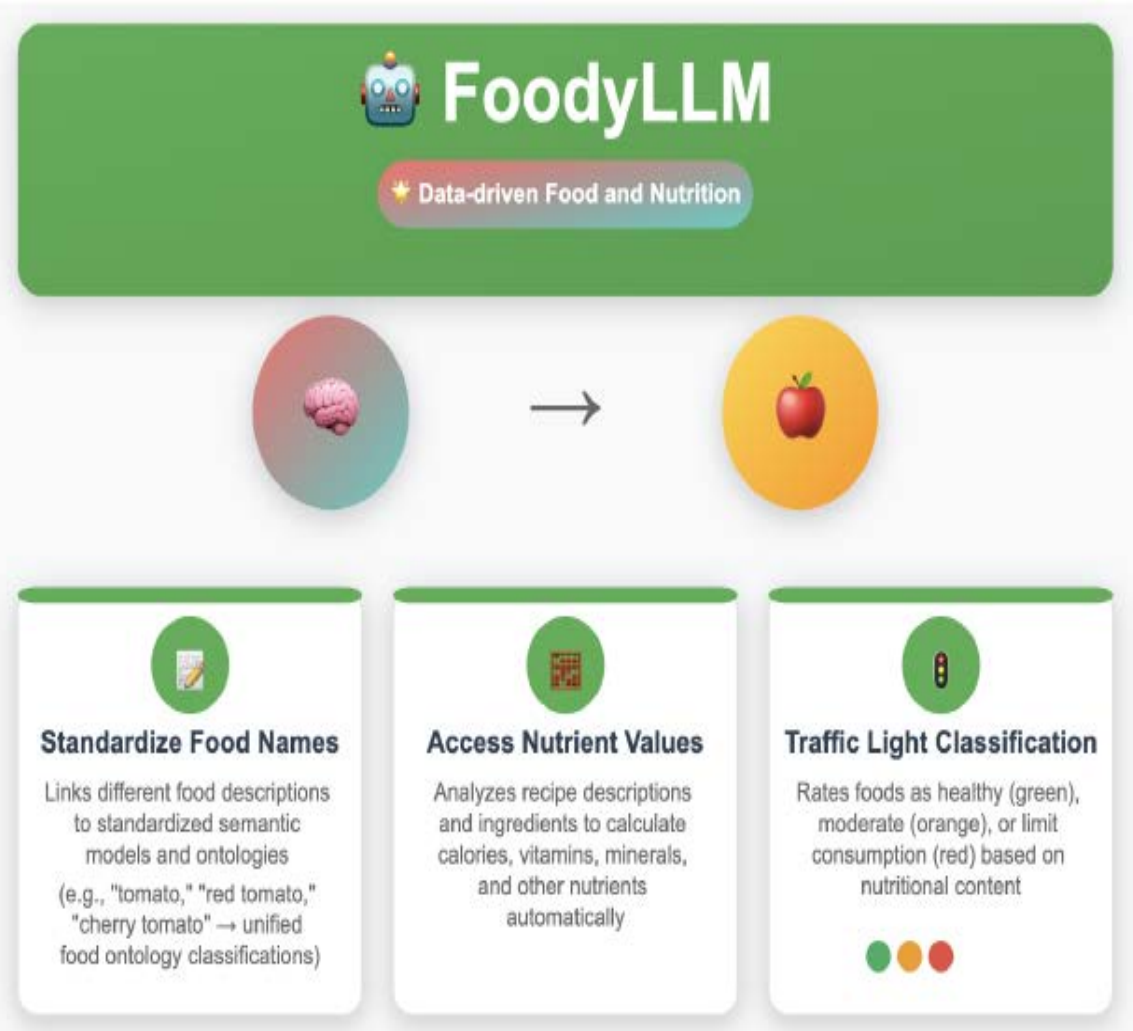 FoodyLLM
Data-driven Food and Nutrition
Standardize Food Names
Links different food descriptions
to standardized semantic
models and ontologies
(e.g., "tomato," "red tomato,"
"cherry tomato" → unified
food ontology classifications)
Access Nutrient Values
Analyzes recipe descriptions
and ingredients to calculate
calories, vitamins, minerals,
and other nutrients
automatically
Traffic Light Classification
Rates foods as healthy (green),
moderate (orange), or limit
consumption (red) based on
nutritional content